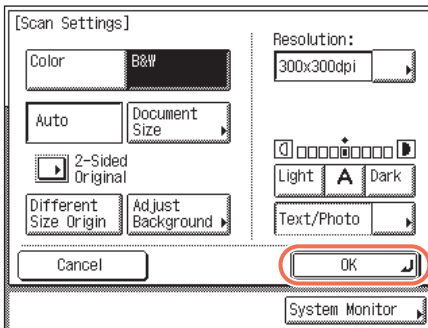 [Scan Settings]
Color
B&W
Resolution:
300x300dpi
Auto
Document
Size
2-Sided
Original
Light
A
Dark
Different
Size Origin
Adjust
Background
Text/Photo
Cancel
OK
System Monitor